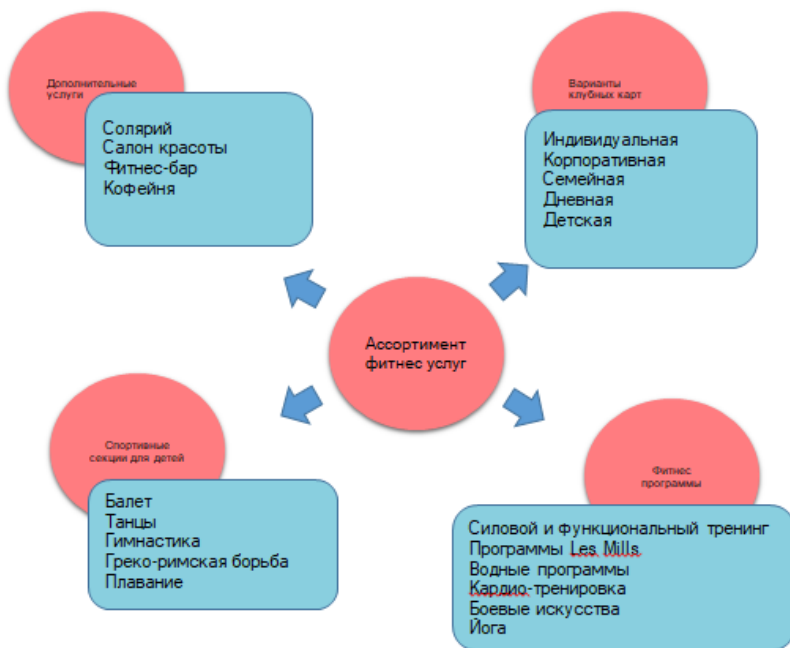 Дополнительные
услуги
Солярий
Салон красоты
Фитнес-бар
Кофейня
Варианты
клубных карт
Индивидуальная
Корпоративная
Семейная
Дневная
Детская
Ассортимент
фитнес услуг
Спортивные
секции для детей
Балет
Танцы
Гимнастика
Греко-римская борьба
Плавание
Фитнес
программы
Силовой и функциональный тренинг
Программы Les Mills
Водные программы
Кардио-тренировка
Боевые искусства
Йога